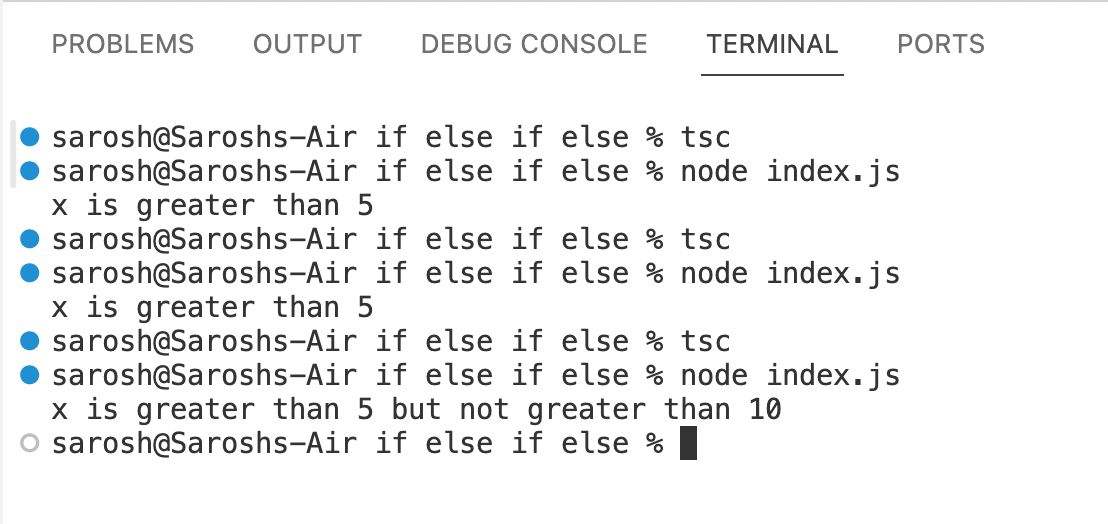 PROBLEMS OUTPUT DEBUG CONSOLE TERMINAL PORTS
sarosh@Saroshs-Air if else if else % tsc
sarosh@Saroshs-Air if else if else % node index.js
x is greater than 5
sarosh@Saroshs-Air if else if else % tsc
sarosh@Saroshs-Air if else if else % node index.js
x is greater than 5
sarosh@Saroshs-Air if else if else % tsc
sarosh@Saroshs-Air if else if else % node index.js
x is greater than 5 but not greater than 10
sarosh@Saroshs-Air if else if else %